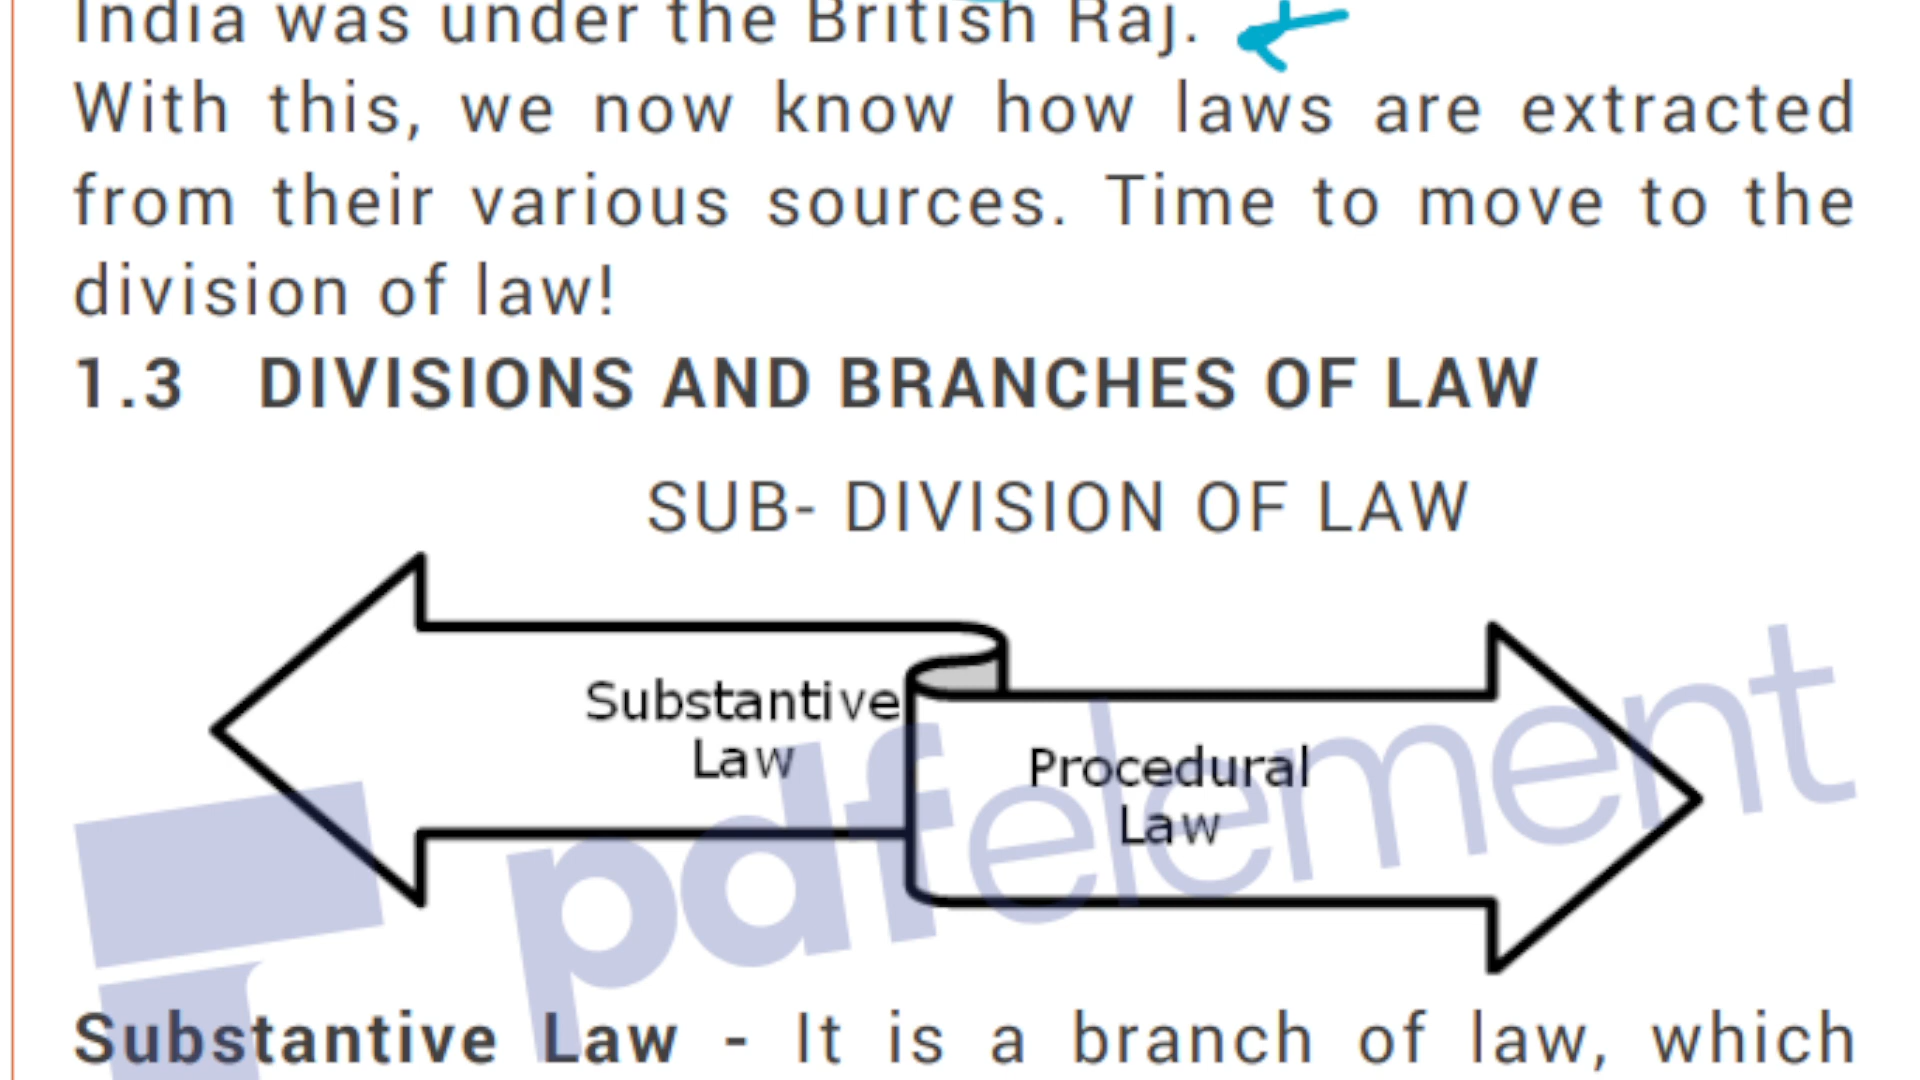 India was under the British Raj.
With this, we now know how laws are extracted
from their various sources. Time to move to the
division of law!
1.3 DIVISIONS AND BRANCHES OF LAW
SUB- DIVISION OF LAW
Substantive
Law
Procedural
Law
pdfelement
Substantive Law - It is a branch of law, which